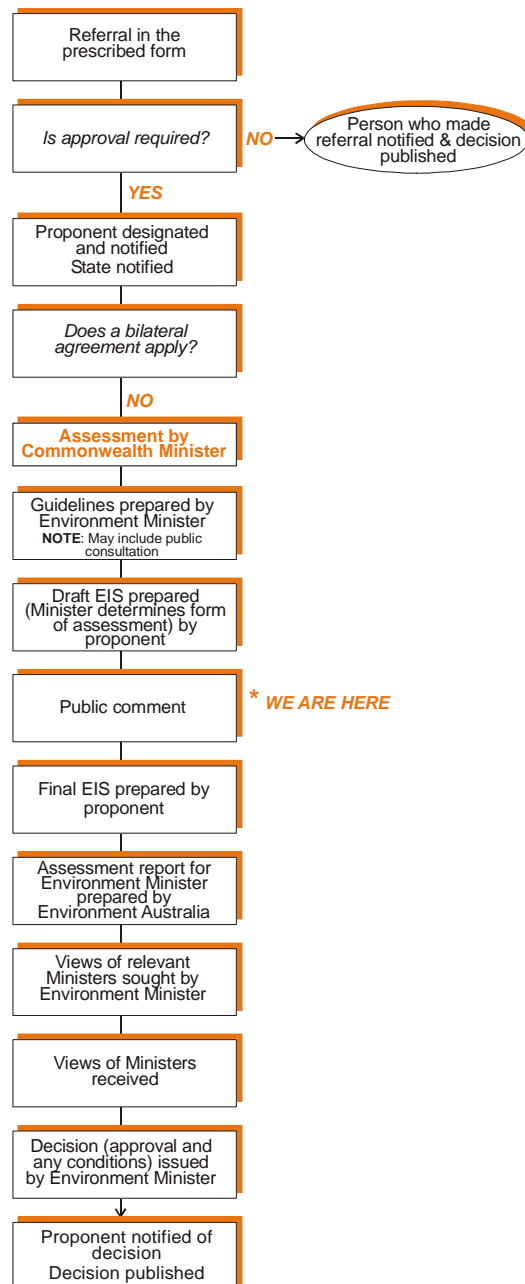 Referral in the
prescribed form
Is approval required?
NO
Person who made
referral notified & decision
published
YES
Proponent designated
and notified
State notified
Does a bilateral
agreement apply?
NO
Assessment by
Commonwealth Minister
Guidelines prepared by
Environment Minister
NOTE: May include public
consultation
Draft EIS prepared
(Minister determines form
of assessment) by
proponent
Public comment
* WE ARE HERE
Final EIS prepared by
proponent
Assessment report for
Environment Minister
prepared by
Environment Australia
Views of relevant
Ministers sought by
Environment Minister
Views of Ministers
received
Decision (approval and
any conditions) issued
by Environment Minister
Proponent notified of
decision
Decision published